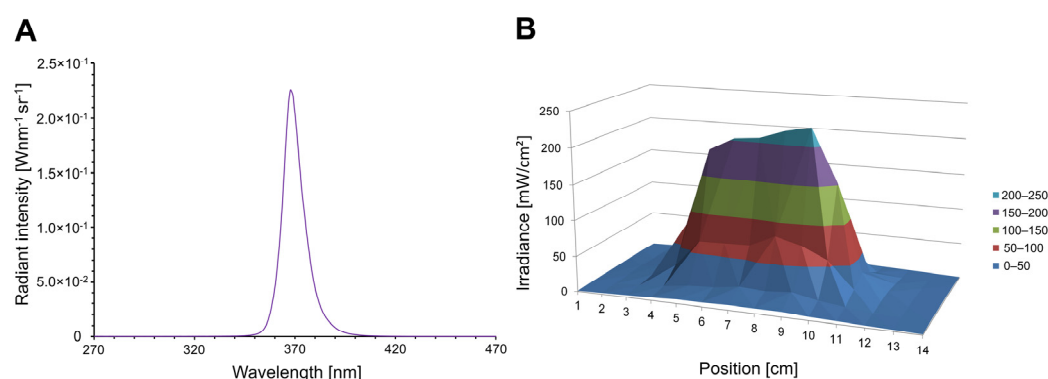 A
2.5×10⁻¹
2.0×10⁻¹
1.5×10⁻¹
1.0×10⁻¹
5.0×10⁻²
0
Radiant intensity [Wnm⁻¹ sr⁻¹]
270 320 370 420 470
Wavelength [nm]
B
250
200
150
100
50
0
Irradiance [mW/cm²]
1 2 3 4 5 6 7 8 9 10 11 12 13 14
Position [cm]
200–250
150–200
100–150
50–100
0–50